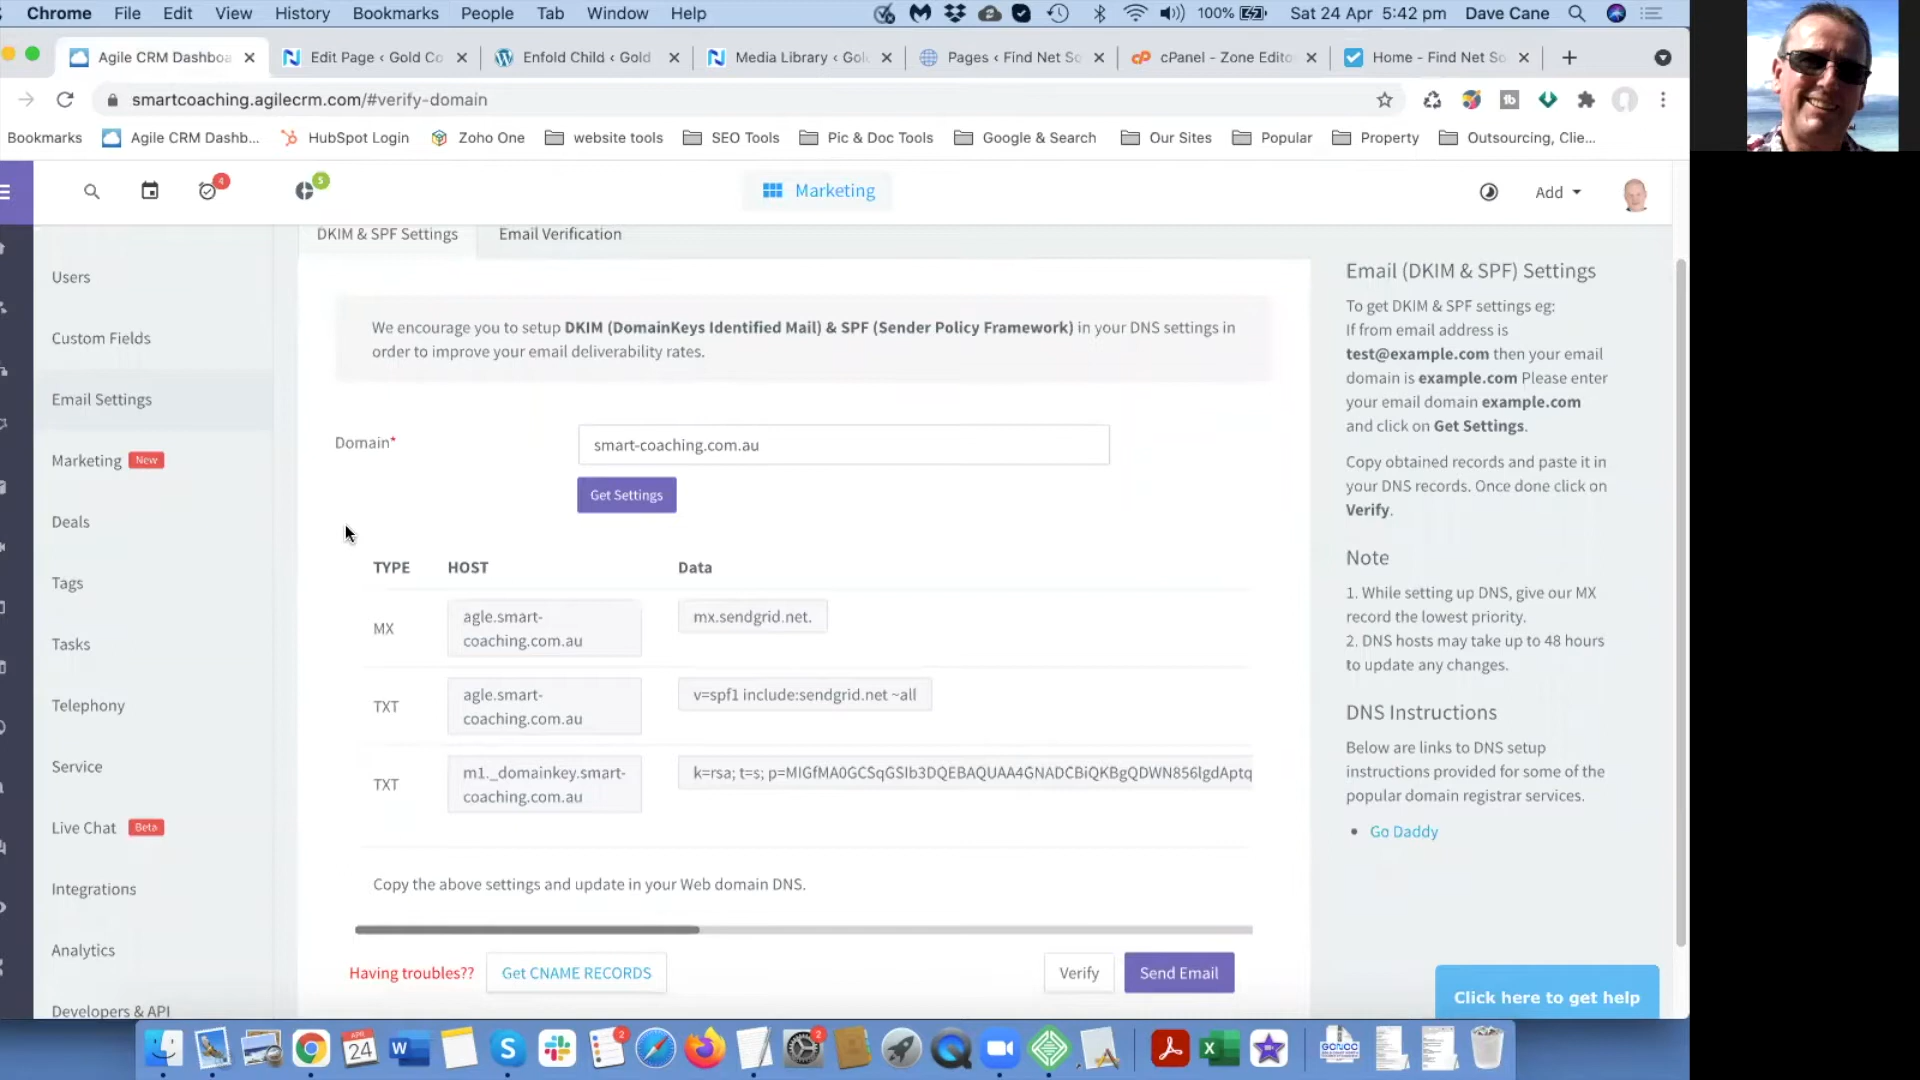 Chrome File Edit View History Bookmarks People Tab Window Help 100% Sat 24 Apr 5:42 pm Dave Cane
Agile CRM Dashboa Edit Page ‹ Gold Co Enfold Child ‹ Gold Media Library ‹ Gol Pages ‹ Find Net So cPanel - Zone Edito Home - Find Net So
smartcoaching.agilecrm.com/#verify-domain
Bookmarks Agile CRM Dashb... HubSpot Login Zoho One website tools SEO Tools Pic & Doc Tools Google & Search Our Sites Popular Property Outsourcing, Clie...
4 5 Marketing Add
DKIM & SPF Settings Email Verification
Users
Custom Fields
Email Settings
Marketing New
Deals
Tags
Tasks
Telephony
Service
Live Chat Beta
Integrations
Analytics
Developers & API
We encourage you to setup DKIM (DomainKeys Identified Mail) & SPF (Sender Policy Framework) in your DNS settings in
order to improve your email deliverability rates.
Domain* smart-coaching.com.au
Get Settings
TYPE HOST Data
MX agle.smart-
coaching.com.au mx.sendgrid.net.
TXT agle.smart-
coaching.com.au v=spf1 include:sendgrid.net ~all
TXT m1._domainkey.smart-
coaching.com.au k=rsa; t=s; p=MIGfMA0GCSqGSIb3DQEBAQUAA4GNADCBiQKBgQDWN856lgdAptq
Copy the above settings and update in your Web domain DNS.
Having troubles?? Get CNAME RECORDS Verify Send Email
Email (DKIM & SPF) Settings
To get DKIM & SPF settings eg:
If from email address is
test@example.com then your email
domain is example.com Please enter
your email domain example.com
and click on Get Settings.
Copy obtained records and paste it in
your DNS records. Once done click on
Verify.
Note
1. While setting up DNS, give our MX
record the lowest priority.
2. DNS hosts may take up to 48 hours
to update any changes.
DNS Instructions
Below are links to DNS setup
instructions provided for some of the
popular domain registrar services.
Go Daddy
Click here to get help
APR
24
2
2